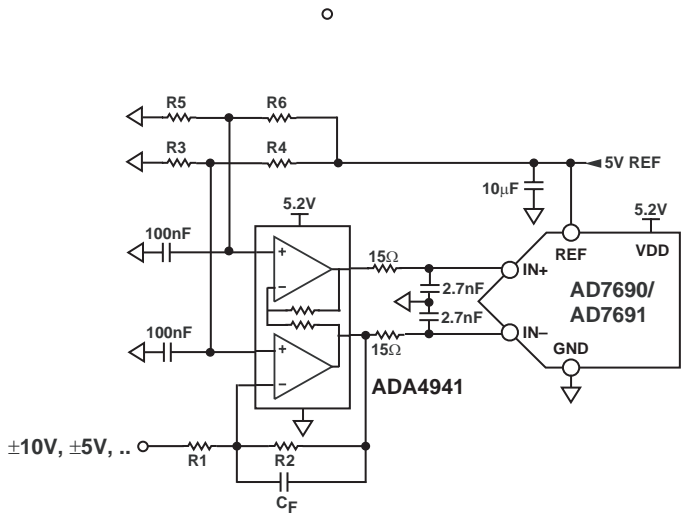 R5
R6
R3
R4
5V REF
10μF
5.2V
5.2V
100nF
REF
VDD
+
15Ω
IN+
−
2.7nF
AD7690/
AD7691
2.7nF
100nF
+
15Ω
IN−
GND
−
ADA4941
±10V, ±5V, ..
R1
R2
CF